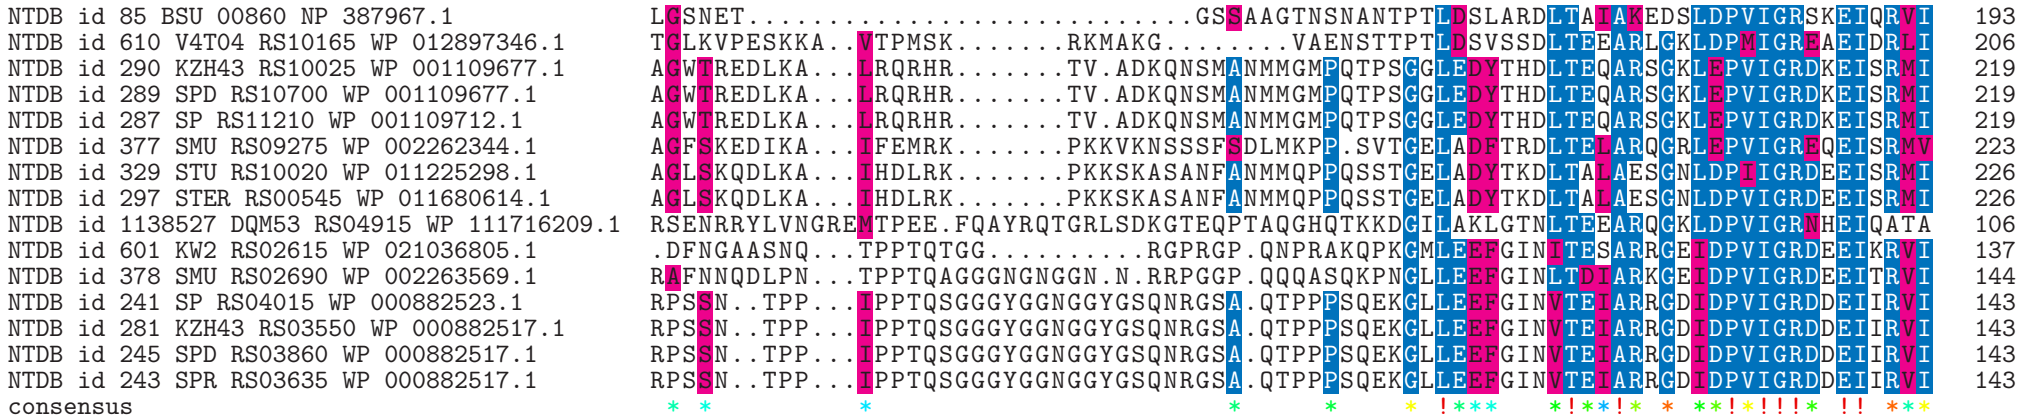 NTDB id 85 BSU 00860 NP 387967.1 LGSNET............................GSSAAGTNSNANTPTLDSLARDLTAIAKEDSLDPVIGRSKEIQRVI 193
NTDB id 610 V4T04 RS10165 WP 012897346.1 TGLKVPESKKA..VTPMSK.......RKMAKG........VAENSTTPTLDSVSSDLTEEARLGKLDPMIGREAEIDRLI 206
NTDB id 290 KZH43 RS10025 WP 001109677.1 AGWTREDLKA...LRQRHR.......TV.ADKQNSMANMMGMPQTPSGGLEDYTHDLTEQARSGKLEPVIGRDKEISRMI 219
NTDB id 289 SPD RS10700 WP 001109677.1 AGWTREDLKA...LRQRHR.......TV.ADKQNSMANMMGMPQTPSGGLEDYTHDLTEQARSGKLEPVIGRDKEISRMI 219
NTDB id 287 SP RS11210 WP 001109712.1 AGWTREDLKA...LRQRHR.......TV.ADKQNSMANMMGMPQTPSGGLEDYTHDLTEQARSGKLEPVIGRDKEISRMI 219
NTDB id 377 SMU RS09275 WP 002262344.1 AGFSKEDIKA...IFEMRK.......PKKVKNSSSFSDLMKPP.SVTGELADFTRDLTELARQGRLEPVIGREQEISRMV 223
NTDB id 329 STU RS10020 WP 011225298.1 AGLSKQDLKA...IHDLRK.......PKKSKASANFANMMQPPQSSTGELADYTKDLTALAESGNLDPIIGRDEEISRMI 226
NTDB id 297 STER RS00545 WP 011680614.1 AGLSKQDLKA...IHDLRK.......PKKSKASANFANMMQPPQSSTGELADYTKDLTALAESGNLDPVIGRDEEISRMI 226
NTDB id 1138527 DQM53 RS04915 WP 111716209.1 RSENRRYLVNGREMTPEE.FQAYRQTGRLSDKGTEQPTAQGHQTKKDGILAKLGTNLTEEARQGKLDPVIGRNHEIQATA 106
NTDB id 601 KW2 RS02615 WP 021036805.1 .DFNGAASNQ...TPPTQTGG..........RGPRGP.QNPRAKQPKGMLEEFGINITESARRGEIDPVIGRDEEIKRVI 137
NTDB id 378 SMU RS02690 WP 002263569.1 RAFNNQDLPN...TPPTQAGGGNGNGGN.N.RRPGGP.QQQASQKPNGLLEEFGINLTDIARKGEIDPVIGRDEEITRVI 144
NTDB id 241 SP RS04015 WP 000882523.1 RPSSN..TPP...IPPTQSGGGYGGNGGYGSQNRGSA.QTPPPSQEKGLLEEFGINVTEIARRGDIDPVIGRDDEIIRVI 143
NTDB id 281 KZH43 RS03550 WP 000882517.1 RPSSN..TPP...IPPTQSGGGYGGNGGYGSQNRGSA.QTPPPSQEKGLLEEFGINVTEIARRGDIDPVIGRDDEIIRVI 143
NTDB id 245 SPD RS03860 WP 000882517.1 RPSSN..TPP...IPPTQSGGGYGGNGGYGSQNRGSA.QTPPPSQEKGLLEEFGINVTEIARRGDIDPVIGRDDEIIRVI 143
NTDB id 243 SPR RS03635 WP 000882517.1 RPSSN..TPP...IPPTQSGGGYGGNGGYGSQNRGSA.QTPPPSQEKGLLEEFGINVTEIARRGDIDPVIGRDDEIIRVI 143
consensus * * * * * * !*** *!**!* * **!*!!!* !! ***